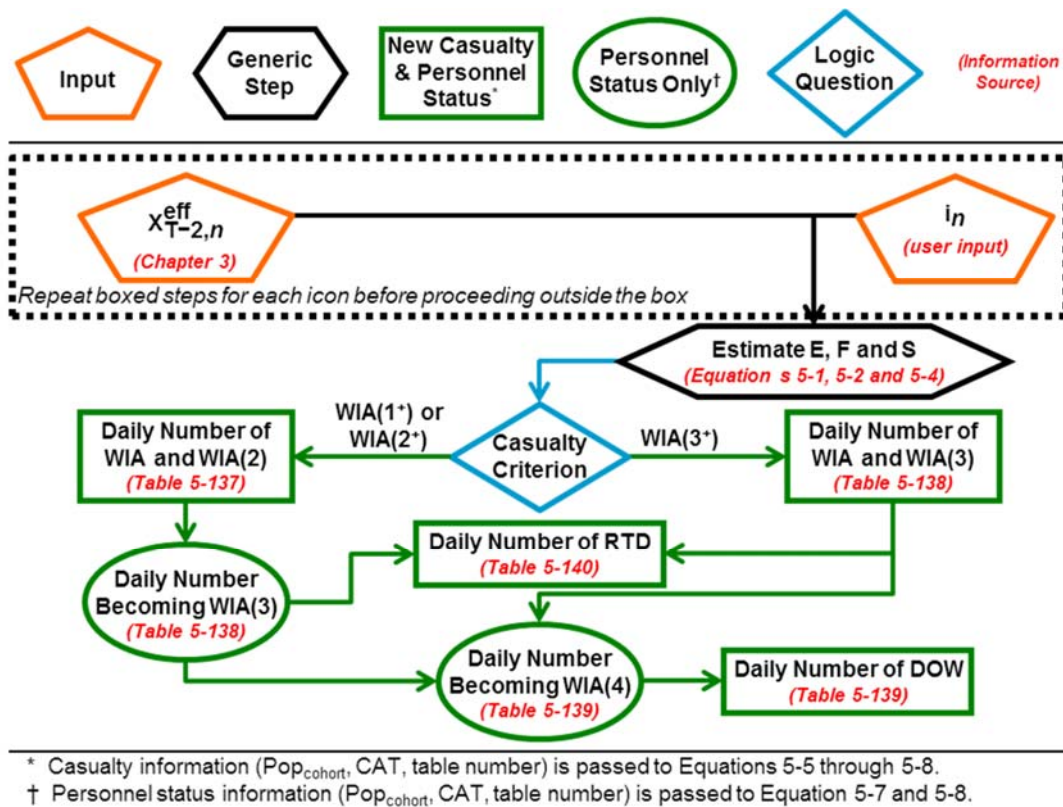 Input
Generic
Step
New Casualty
& Personnel
Status*
Personnel
Status Only†
Logic
Question
(Information
Source)
X^eff_T−2,n
(Chapter 3)
i_n
(user input)
Repeat boxed steps for each icon before proceeding outside the box
Estimate E, F and S
(Equation s 5-1, 5-2 and 5-4)
WIA(1⁺) or
WIA(2⁺)
Casualty
Criterion
WIA(3⁺)
Daily Number of
WIA and WIA(2)
(Table 5-137)
Daily Number of
WIA and WIA(3)
(Table 5-138)
Daily Number of RTD
(Table 5-140)
Daily Number
Becoming WIA(3)
(Table 5-138)
Daily Number
Becoming WIA(4)
(Table 5-139)
Daily Number of DOW
(Table 5-139)
* Casualty information (Pop_cohort, CAT, table number) is passed to Equations 5-5 through 5-8.
† Personnel status information (Pop_cohort, CAT, table number) is passed to Equation 5-7 and 5-8.